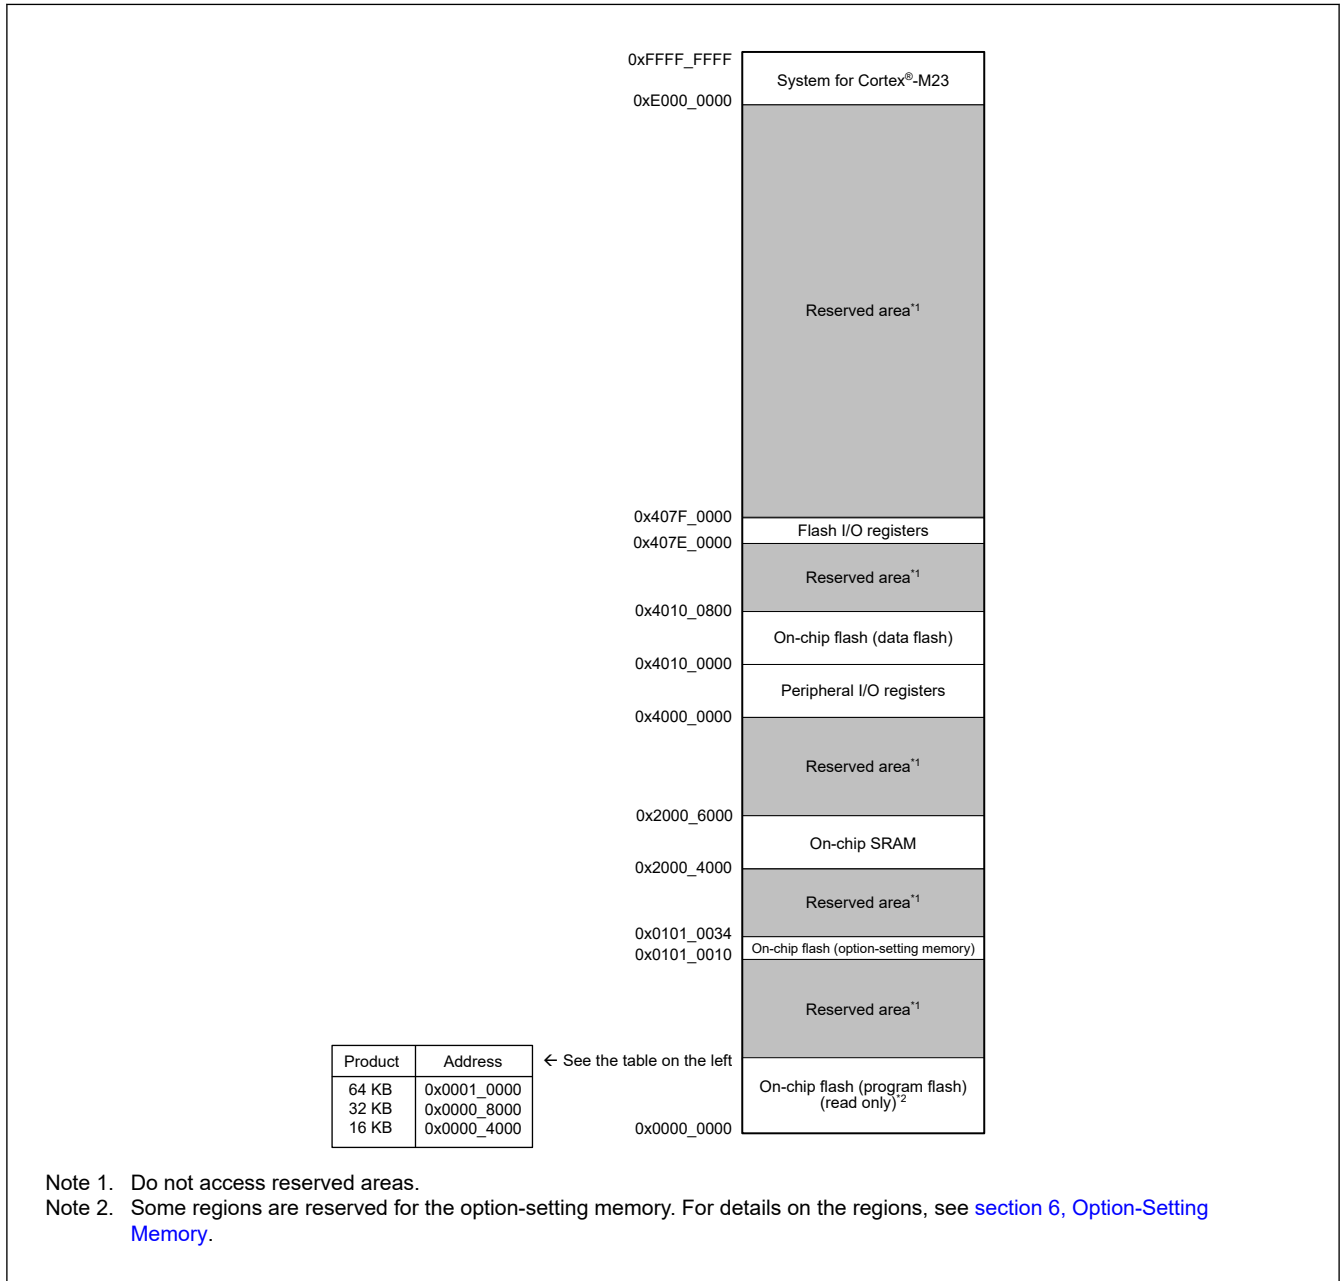 0xFFFF_FFFF
System for Cortex®-M23
0xE000_0000
Reserved area*1
0x407F_0000
Flash I/O registers
0x407E_0000
Reserved area*1
0x4010_0800
On-chip flash (data flash)
0x4010_0000
Peripheral I/O registers
0x4000_0000
Reserved area*1
0x2000_6000
On-chip SRAM
0x2000_4000
Reserved area*1
0x0101_0034
On-chip flash (option-setting memory)
0x0101_0010
Reserved area*1
Product Address
← See the table on the left
64 KB 0x0001_0000
32 KB 0x0000_8000
16 KB 0x0000_4000
On-chip flash (program flash)
(read only)*2
0x0000_0000
Note 1. Do not access reserved areas.
Note 2. Some regions are reserved for the option-setting memory. For details on the regions, see section 6, Option-Setting
Memory.